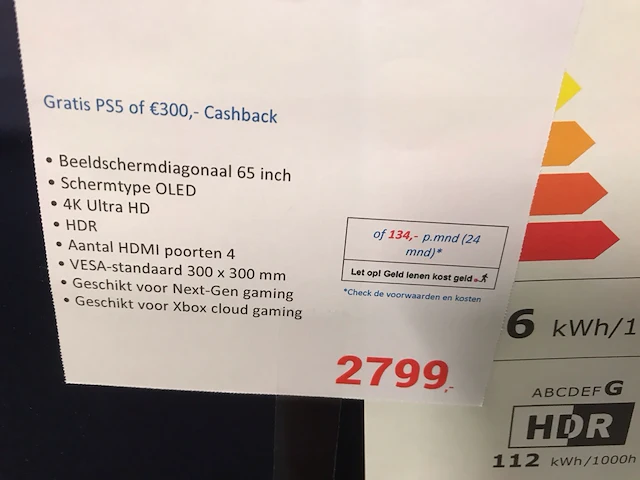 Gratis PS5 of €300,- Cashback
• Beeldschermdiagonaal 65 inch
• Schermtype OLED
• 4K Ultra HD
• HDR
• Aantal HDMI poorten 4
• VESA-standaard 300 x 300 mm
• Geschikt voor Next-Gen gaming
• Geschikt voor Xbox cloud gaming
of 134,- p.mnd (24
mnd)*
Let op! Geld lenen kost geld
*Check de voorwaarden en kosten
2799,-
6 kWh/1
ABCDEFG
HDR
112 kWh/1000h